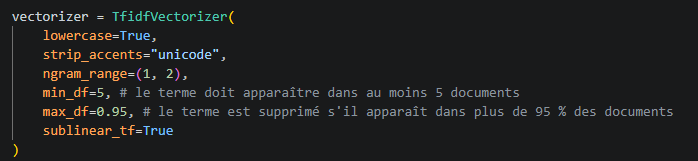 vectorizer = TfidfVectorizer(
    lowercase=True,
    strip_accents="unicode",
    ngram_range=(1, 2),
    min_df=5, # le terme doit apparaître dans au moins 5 documents
    max_df=0.95, # le terme est supprimé s'il apparaît dans plus de 95 % des documents
    sublinear_tf=True
)